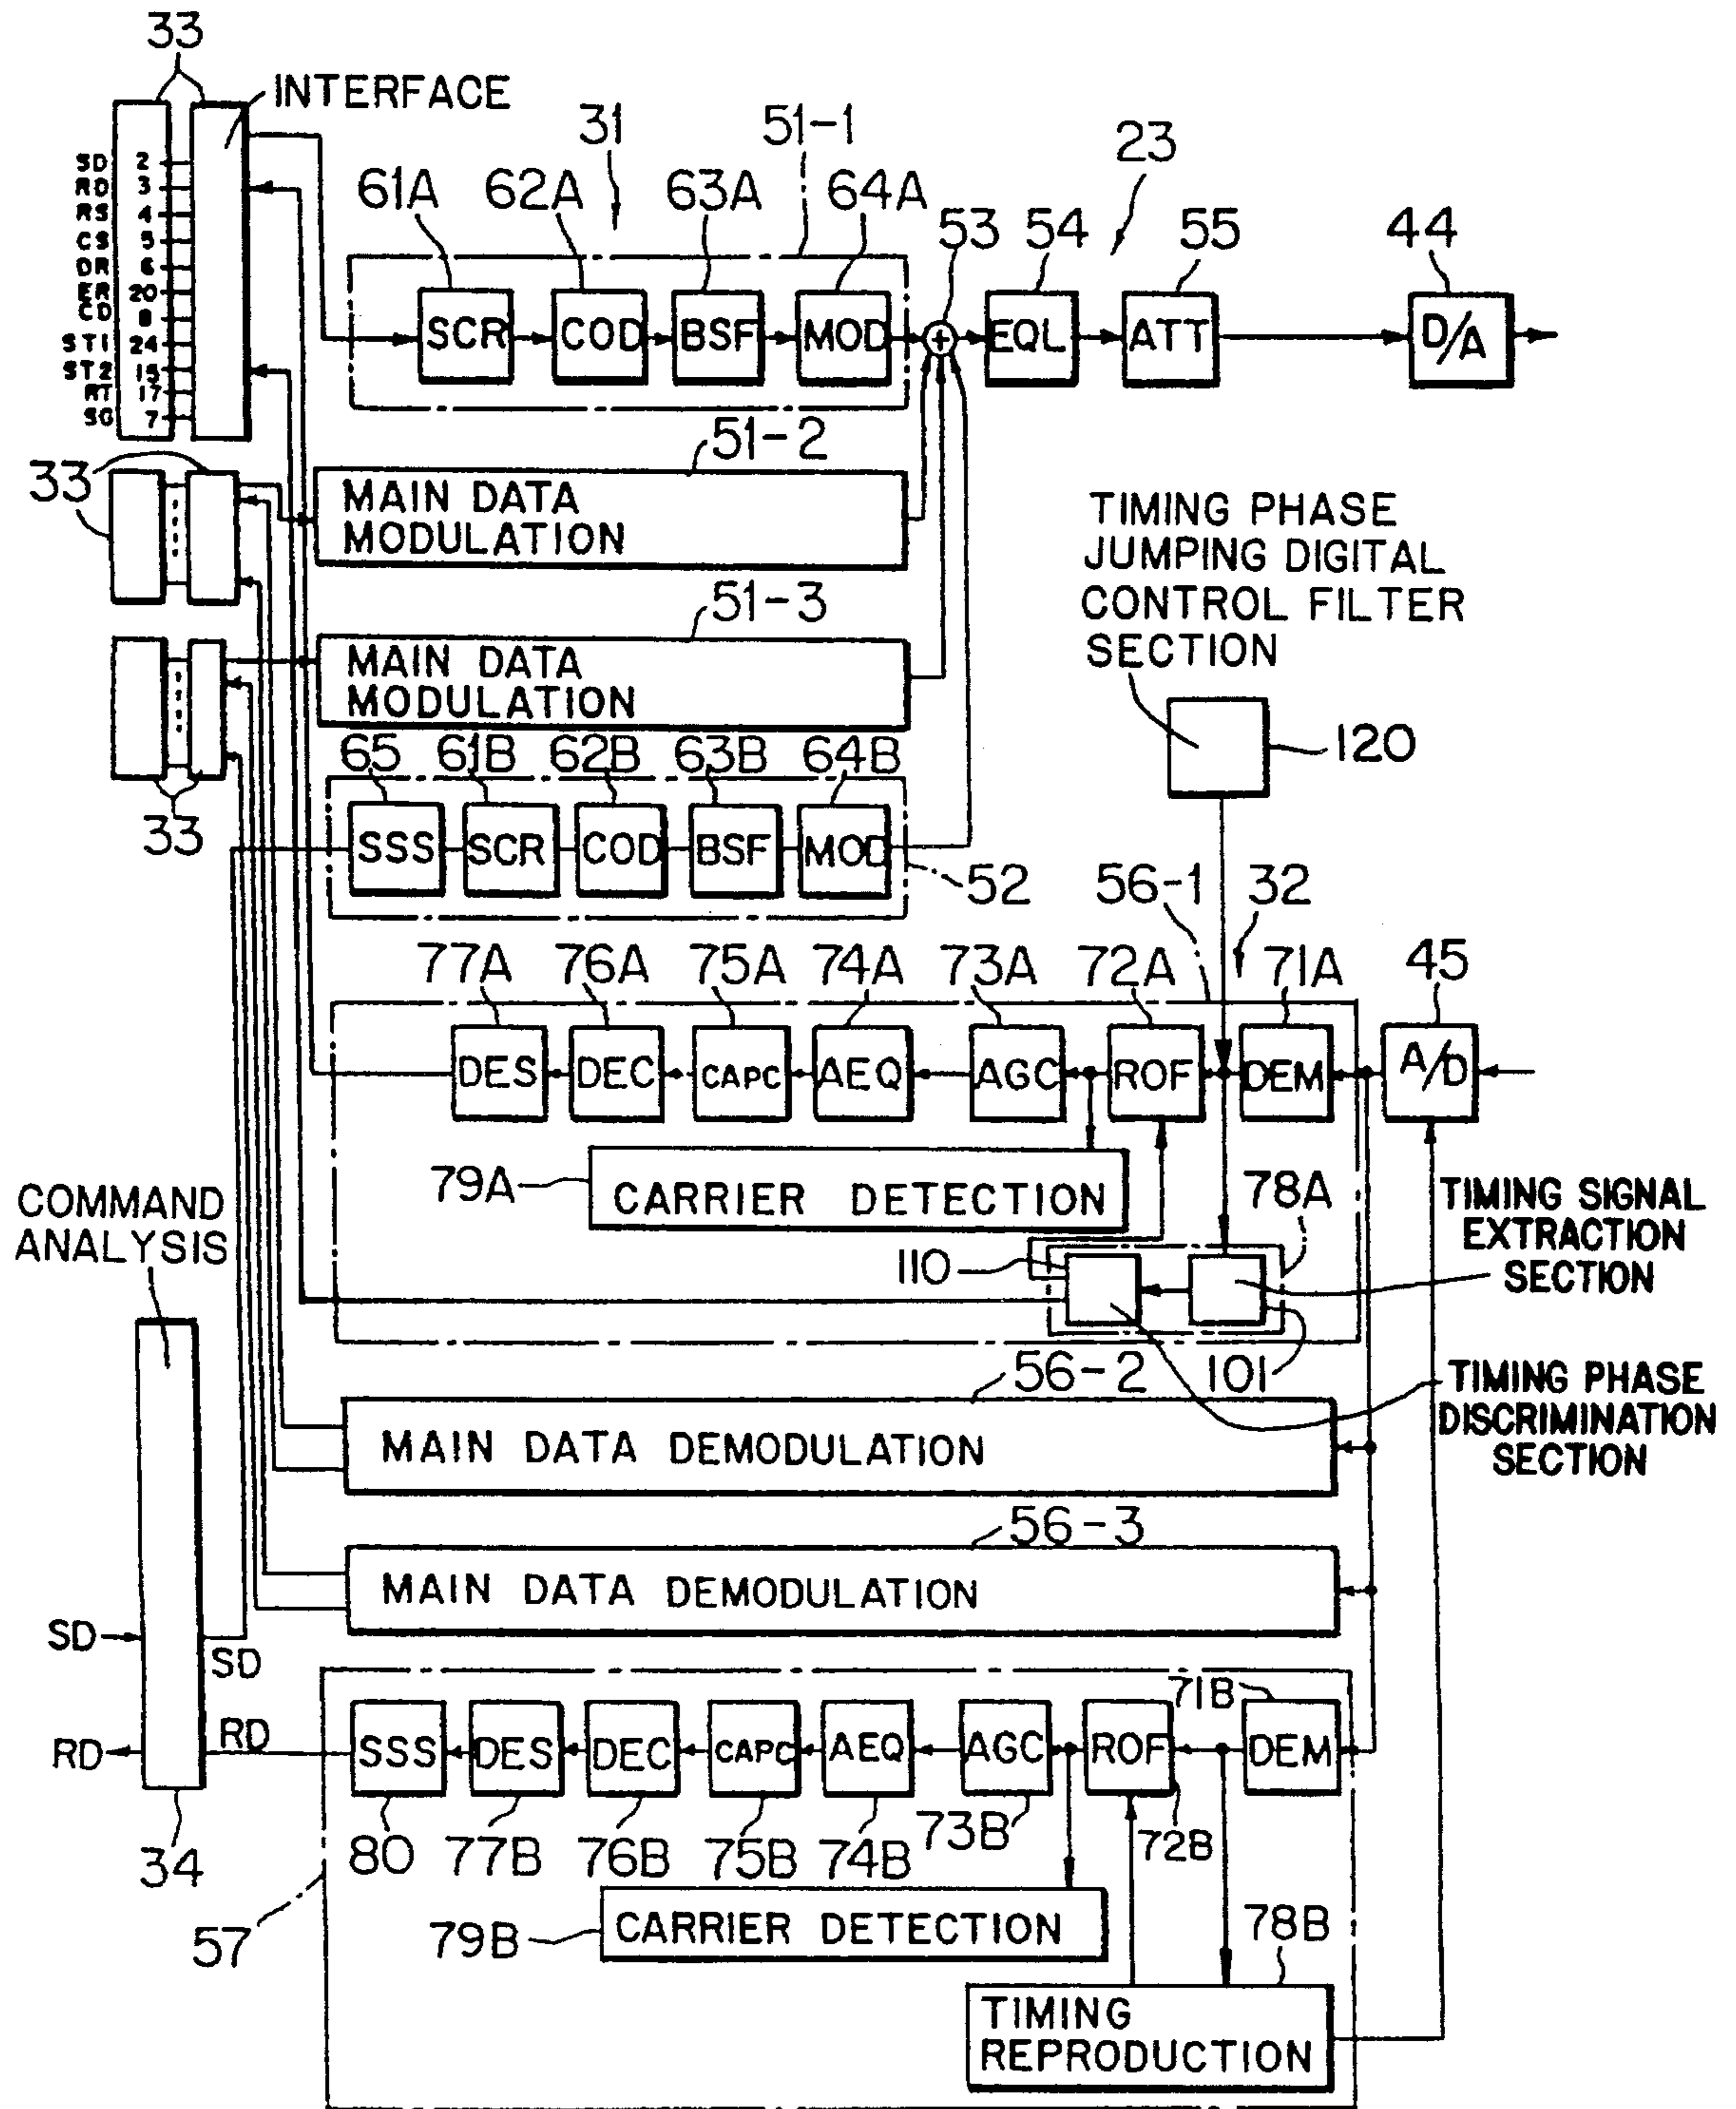 33
INTERFACE
31
51-1
23
SD 2
RD 3
RS 4
CS 5
DR 6
ER 20
CD 8
ST1 24
ST2 15
RT 17
SG 7
61A 62A 63A 64A 53 54 55 44
SCR COD BSF MOD + EQL ATT D/A
51-2
33
MAIN DATA
MODULATION
TIMING PHASE
JUMPING DIGITAL
CONTROL FILTER
SECTION
51-3
MAIN DATA
MODULATION
120
33
65 61B 62B 63B 64B
SSS SCR COD BSF MOD
52
56-1 32
77A 76A 75A 74A 73A 72A 71A 45
DES DEC CAPC AEQ AGC ROF DEM A/D
79A
CARRIER DETECTION
78A
TIMING SIGNAL
EXTRACTION
SECTION
COMMAND
ANALYSIS
110
101
56-2
TIMING PHASE
DISCRIMINATION
SECTION
MAIN DATA DEMODULATION
56-3
MAIN DATA DEMODULATION
SD
SD
RD
RD
71B
SSS DES DEC CAPC AEQ AGC ROF DEM
34
80 77B 76B 75B 74B 73B 72B
57
79B
CARRIER DETECTION
78B
TIMING
REPRODUCTION